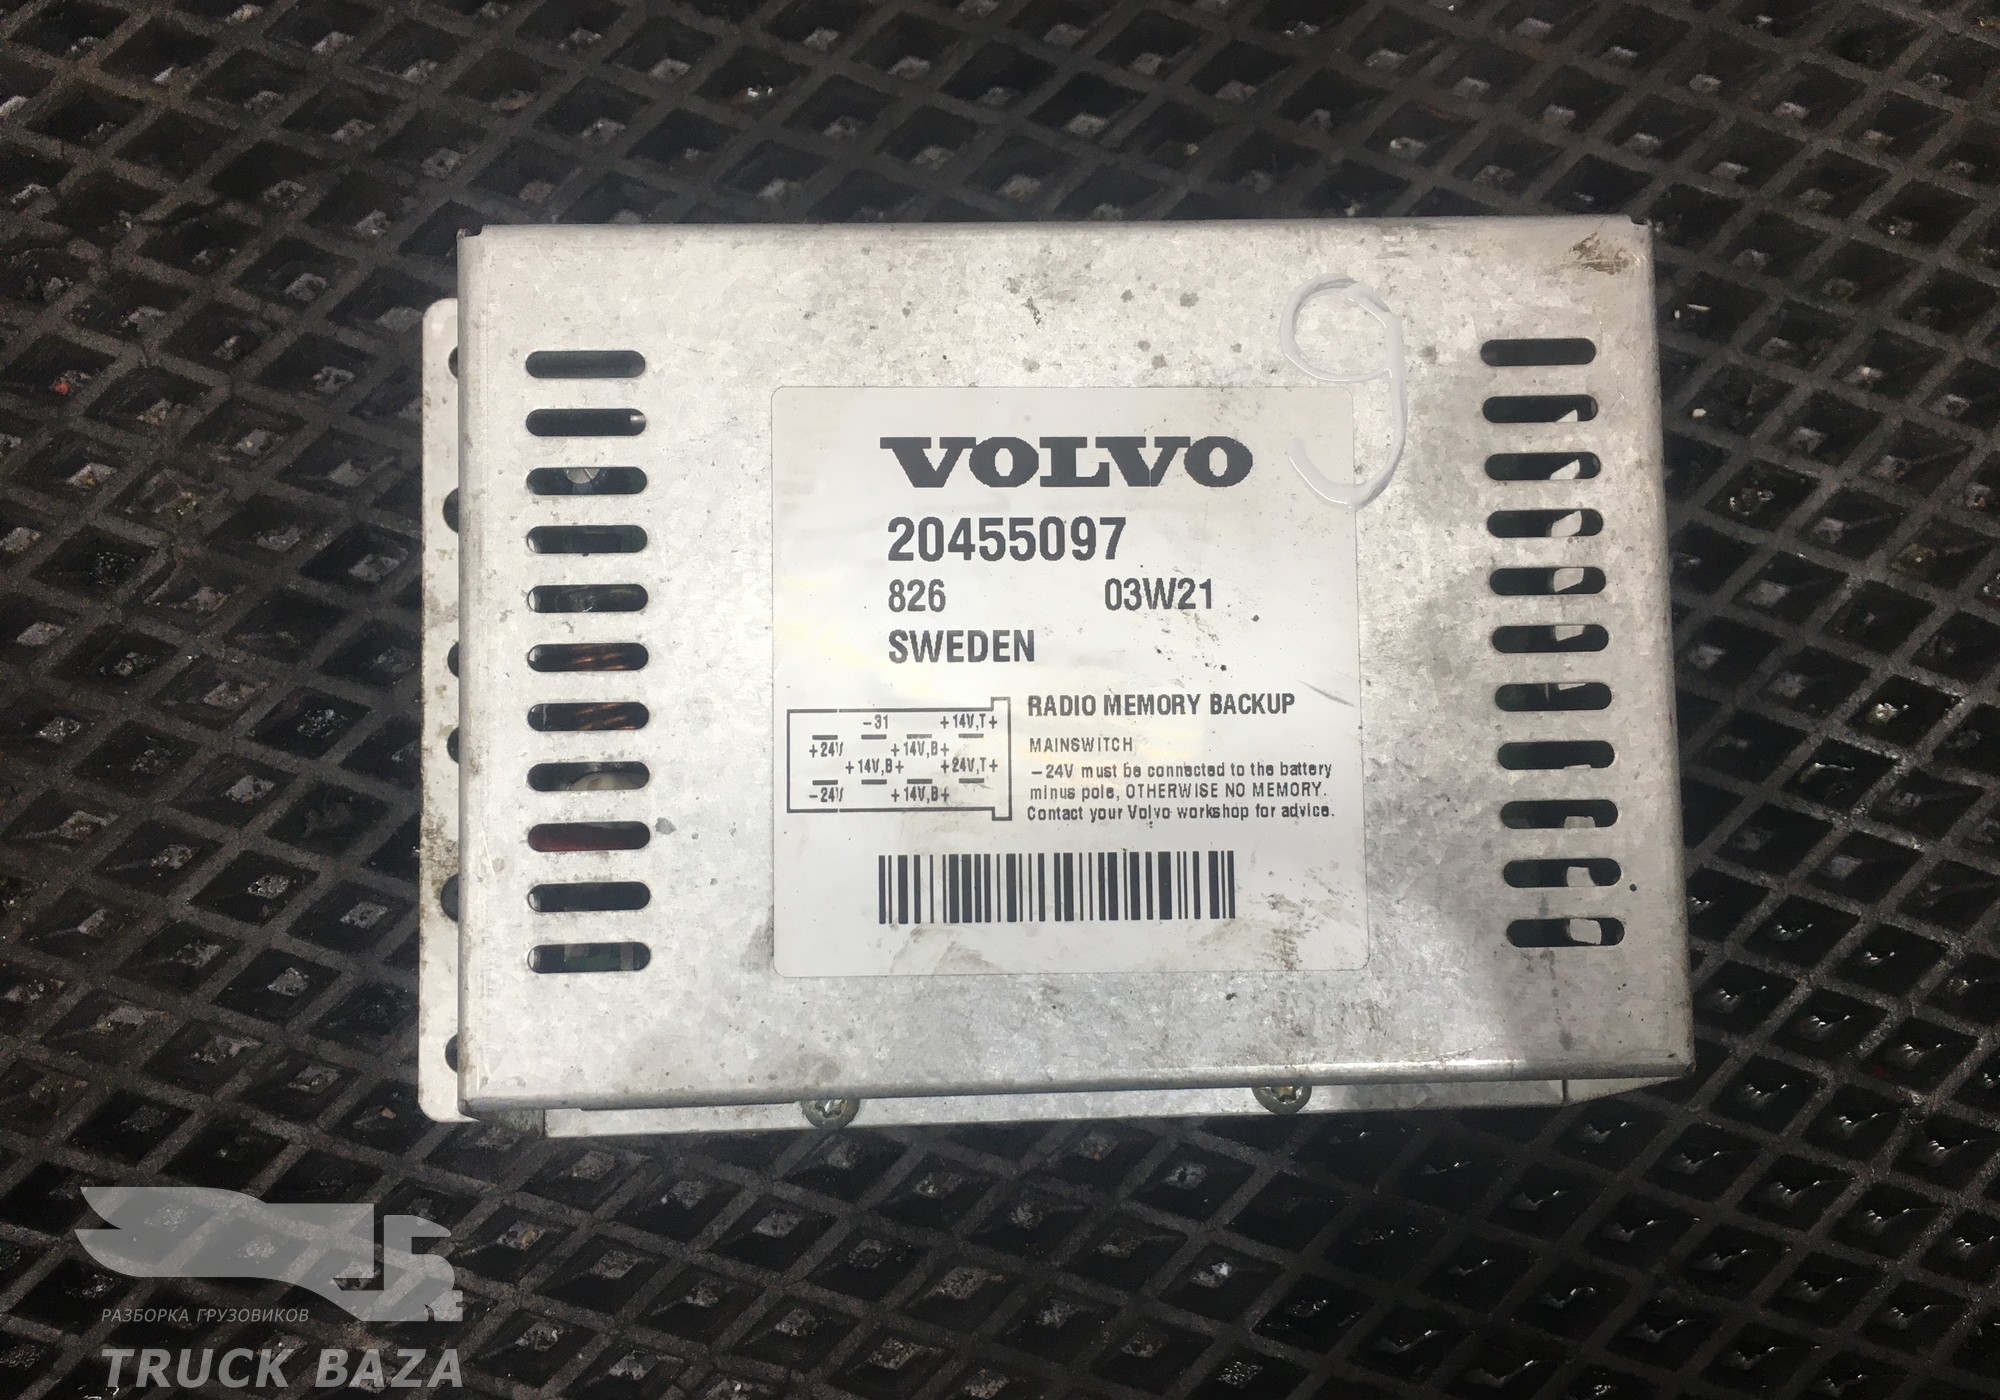 9
VOLVO
20455097
826 03W21
SWEDEN
RADIO MEMORY BACKUP
-31 +14V,T+
+24V +14V,B+
+14V,B+ +24V,T+
-24V +14V,B+
MAINSWITCH
-24V must be connected to the battery
minus pole, OTHERWISE NO MEMORY.
Contact your Volvo workshop for advice.
РАЗБОРКА ГРУЗОВИКОВ
TRUCK BAZA